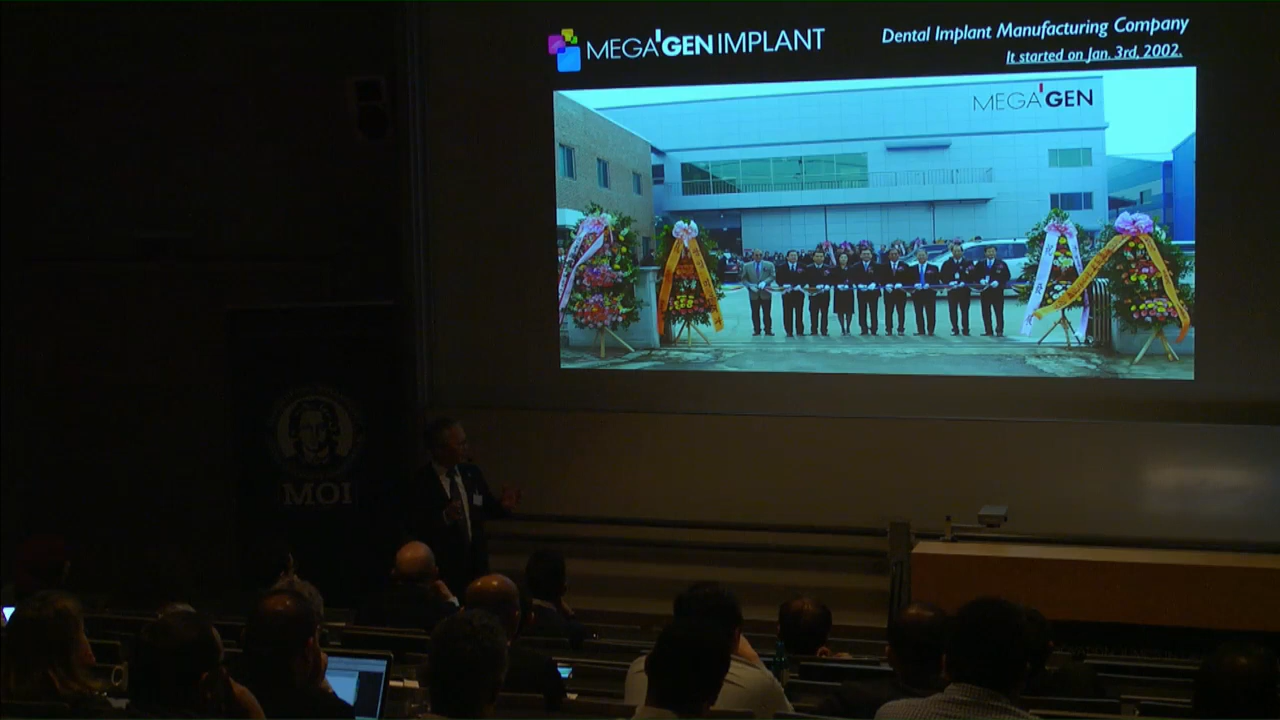 MEGA'GEN IMPLANT
Dental Implant Manufacturing Company
It started on Jan. 3rd, 2002.
MEGA'GEN
MOI